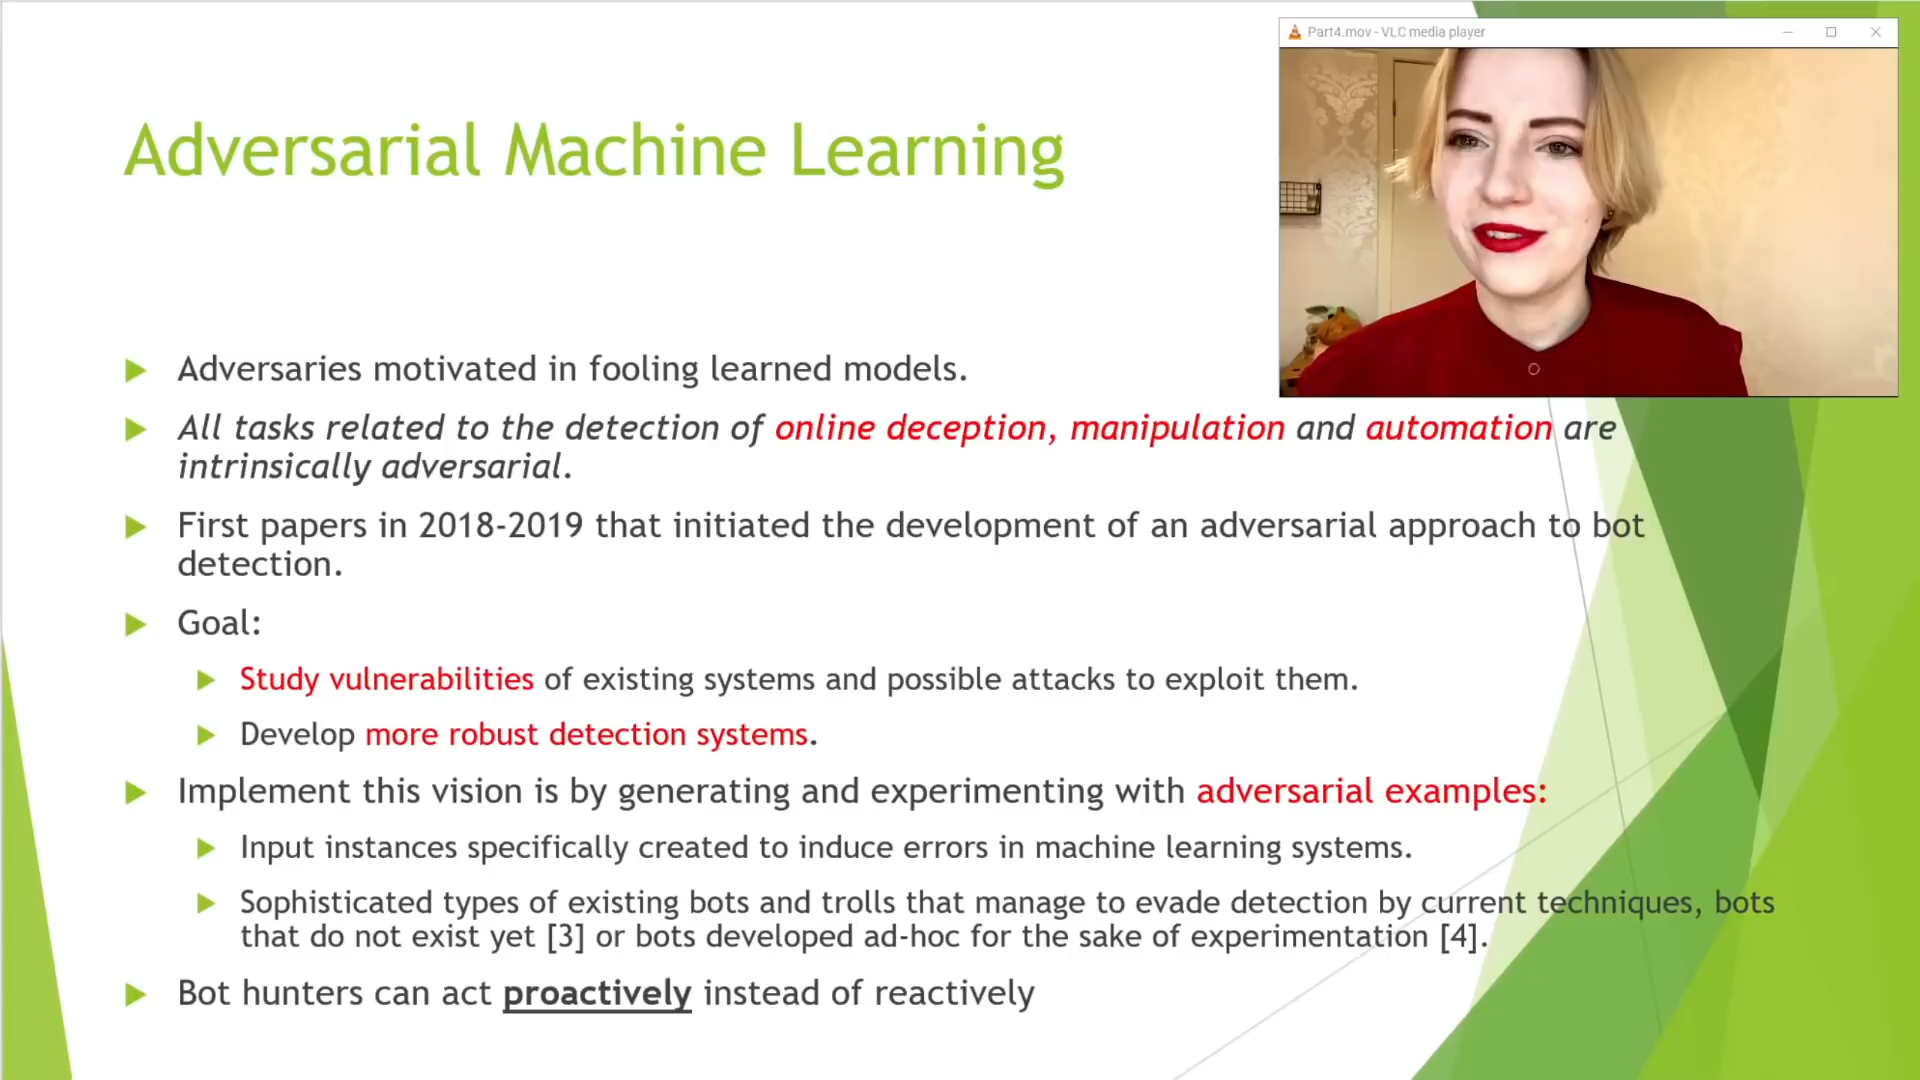 Part4.mov - VLC media player
Adversarial Machine Learning
Adversaries motivated in fooling learned models.
All tasks related to the detection of online deception, manipulation and automation are
intrinsically adversarial.
First papers in 2018-2019 that initiated the development of an adversarial approach to bot
detection.
Goal:
Study vulnerabilities of existing systems and possible attacks to exploit them.
Develop more robust detection systems.
Implement this vision is by generating and experimenting with adversarial examples:
Input instances specifically created to induce errors in machine learning systems.
Sophisticated types of existing bots and trolls that manage to evade detection by current techniques, bots
that do not exist yet [3] or bots developed ad-hoc for the sake of experimentation [4].
Bot hunters can act proactively instead of reactively